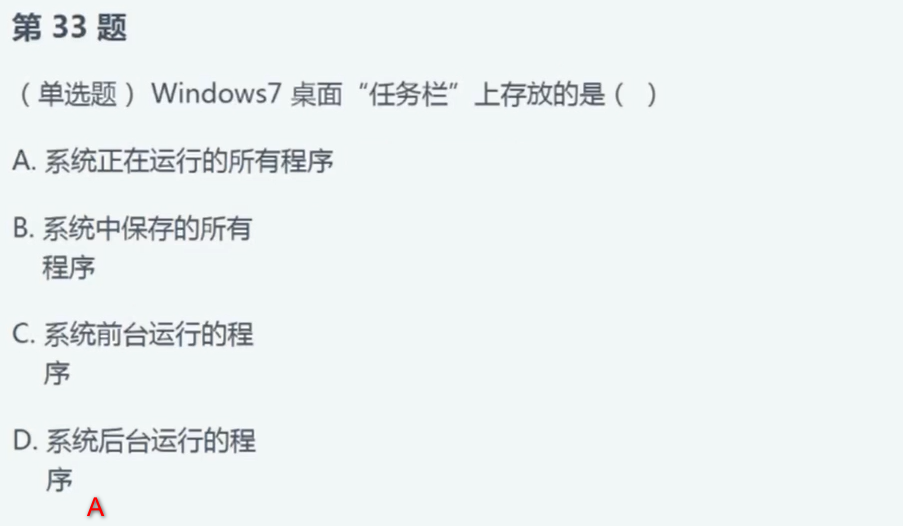 第 33 题
（单选题）Windows7 桌面“任务栏”上存放的是（ ）
A. 系统正在运行的所有程序
B. 系统中保存的所有
程序
C. 系统前台运行的程
序
D. 系统后台运行的程
序
A